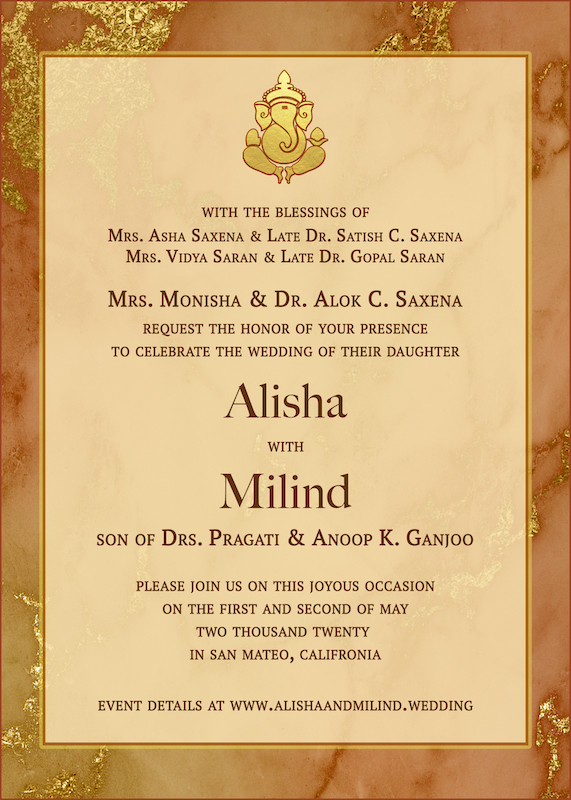 with the blessings of
Mrs. Asha Saxena & Late Dr. Satish C. Saxena
Mrs. Vidya Saran & Late Dr. Gopal Saran
Mrs. Monisha & Dr. Alok C. Saxena
request the honor of your presence
to celebrate the wedding of their daughter
Alisha
with
Milind
son of Drs. Pragati & Anoop K. Ganjoo
please join us on this joyous occasion
on the first and second of may
two thousand twenty
in san mateo, califronia
event details at www.alishaandmilind.wedding